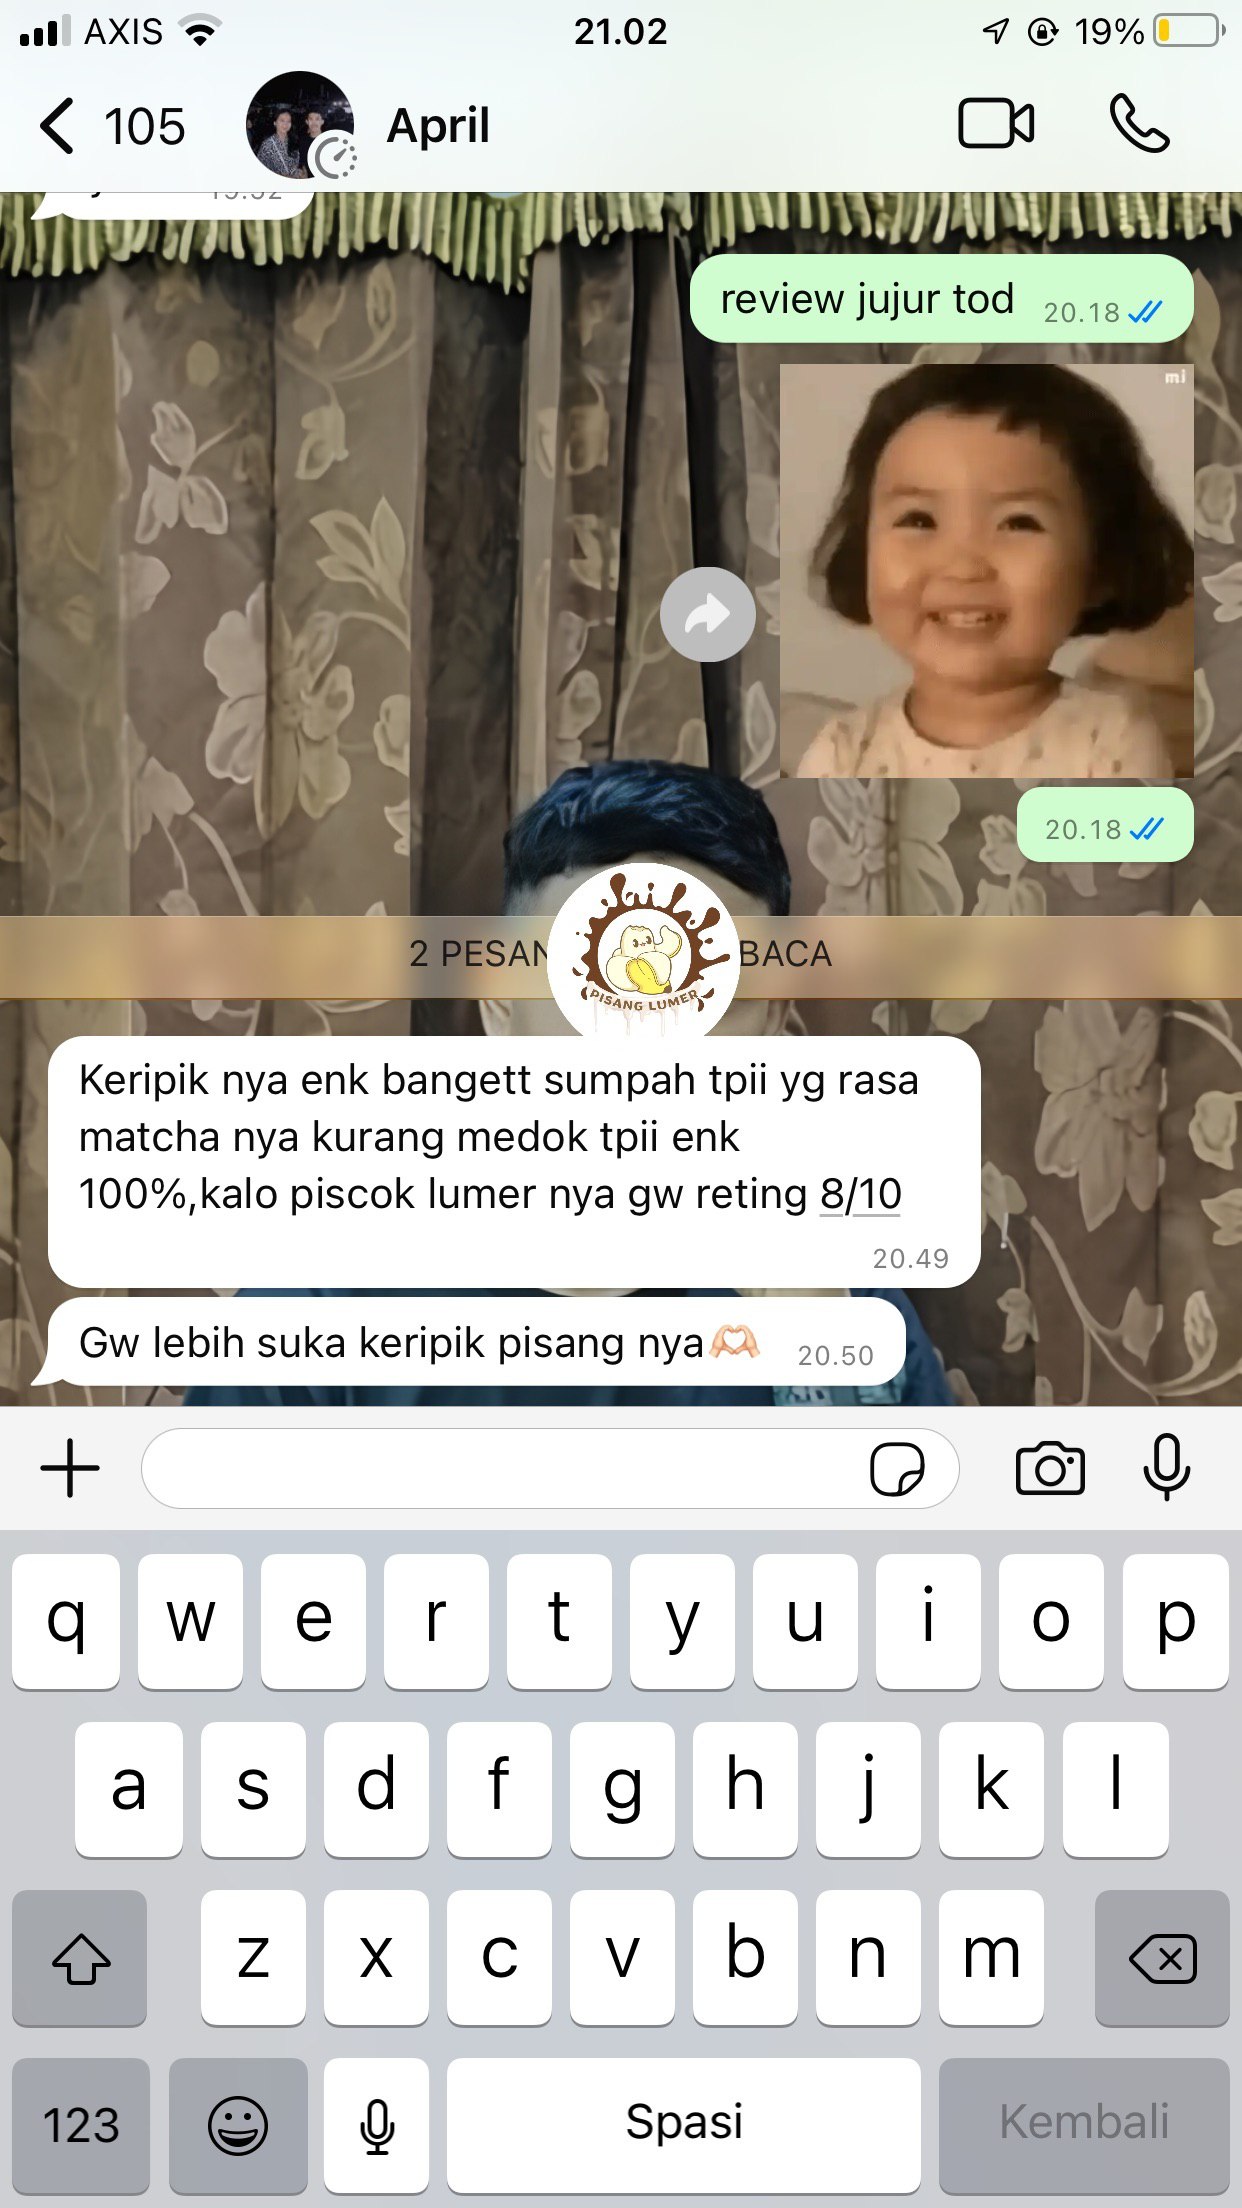 AXIS 21.02 19%
105 April
review jujur tod 20.18
mi
20.18
2 PESAN BACA
PISANG LUMER
Keripik nya enk bangett sumpah tpii yg rasa
matcha nya kurang medok tpii enk
100%,kalo piscok lumer nya gw reting 8/10
20.49
Gw lebih suka keripik pisang nya🫶🏻 20.50
q w e r t y u i o p
a s d f g h j k l
z x c v b n m
123 Spasi Kembali